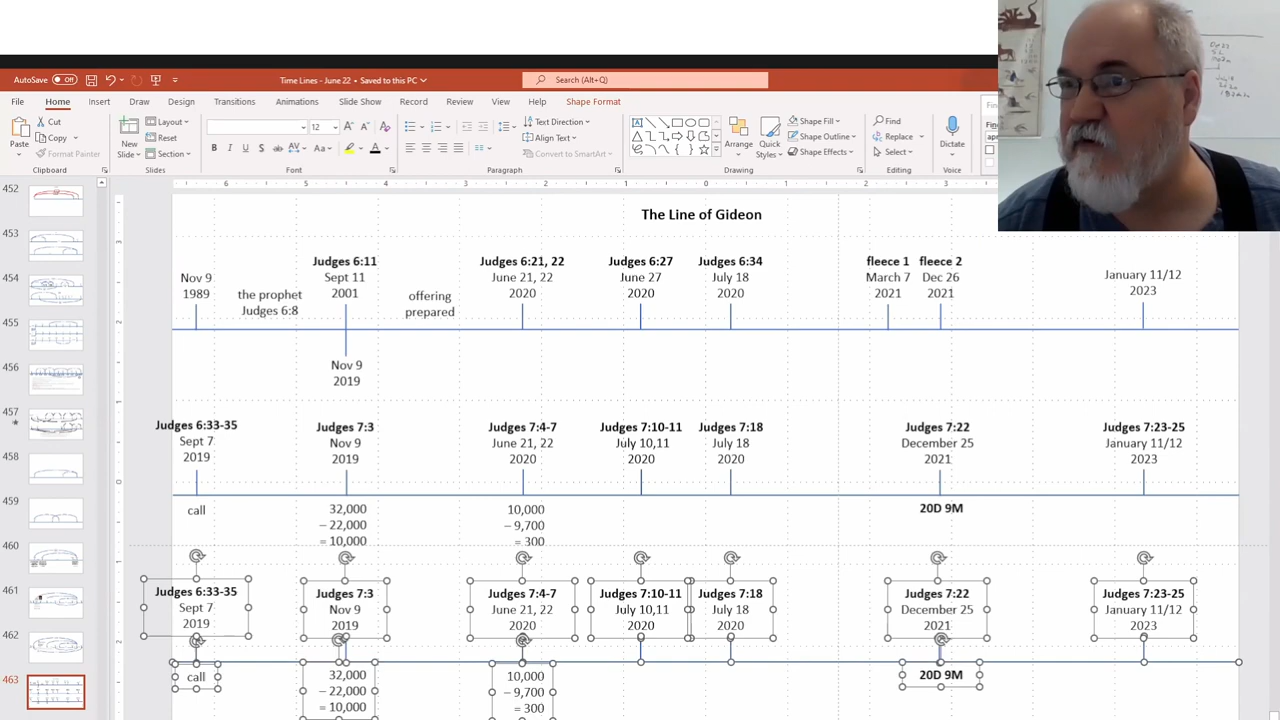 AutoSave Off
Time Lines - June 22 • Saved to this PC
Search (Alt+Q)
File Home Insert Draw Design Transitions Animations Slide Show Record Review View Help Shape Format
Paste
Cut
Copy
Format Painter
Clipboard
New Slide
Layout
Reset
Section
Slides
12
Font
Text Direction
Align Text
Convert to SmartArt
Paragraph
Arrange
Quick Styles
Shape Fill
Shape Outline
Shape Effects
Drawing
Find
Replace
Select
Editing
Dictate
Voice
452
453
454
455
456
457
458
459
460
461
462
463
The Line of Gideon
Nov 9
1989
the prophet
Judges 6:8
Judges 6:11
Sept 11
2001
offering
prepared
Judges 6:21, 22
June 21, 22
2020
Judges 6:27
June 27
2020
Judges 6:34
July 18
2020
fleece 1
March 7
2021
fleece 2
Dec 26
2021
January 11/12
2023
Nov 9
2019
Judges 6:33-35
Sept 7
2019
Judges 7:3
Nov 9
2019
Judges 7:4-7
June 21, 22
2020
Judges 7:10-11
July 10,11
2020
Judges 7:18
July 18
2020
Judges 7:22
December 25
2021
Judges 7:23-25
January 11/12
2023
call
32,000
– 22,000
= 10,000
10,000
– 9,700
= 300
20D 9M
Judges 6:33-35
Sept 7
2019
Judges 7:3
Nov 9
2019
Judges 7:4-7
June 21, 22
2020
Judges 7:10-11
July 10,11
2020
Judges 7:18
July 18
2020
Judges 7:22
December 25
2021
Judges 7:23-25
January 11/12
2023
call
32,000
– 22,000
= 10,000
10,000
– 9,700
= 300
20D 9M